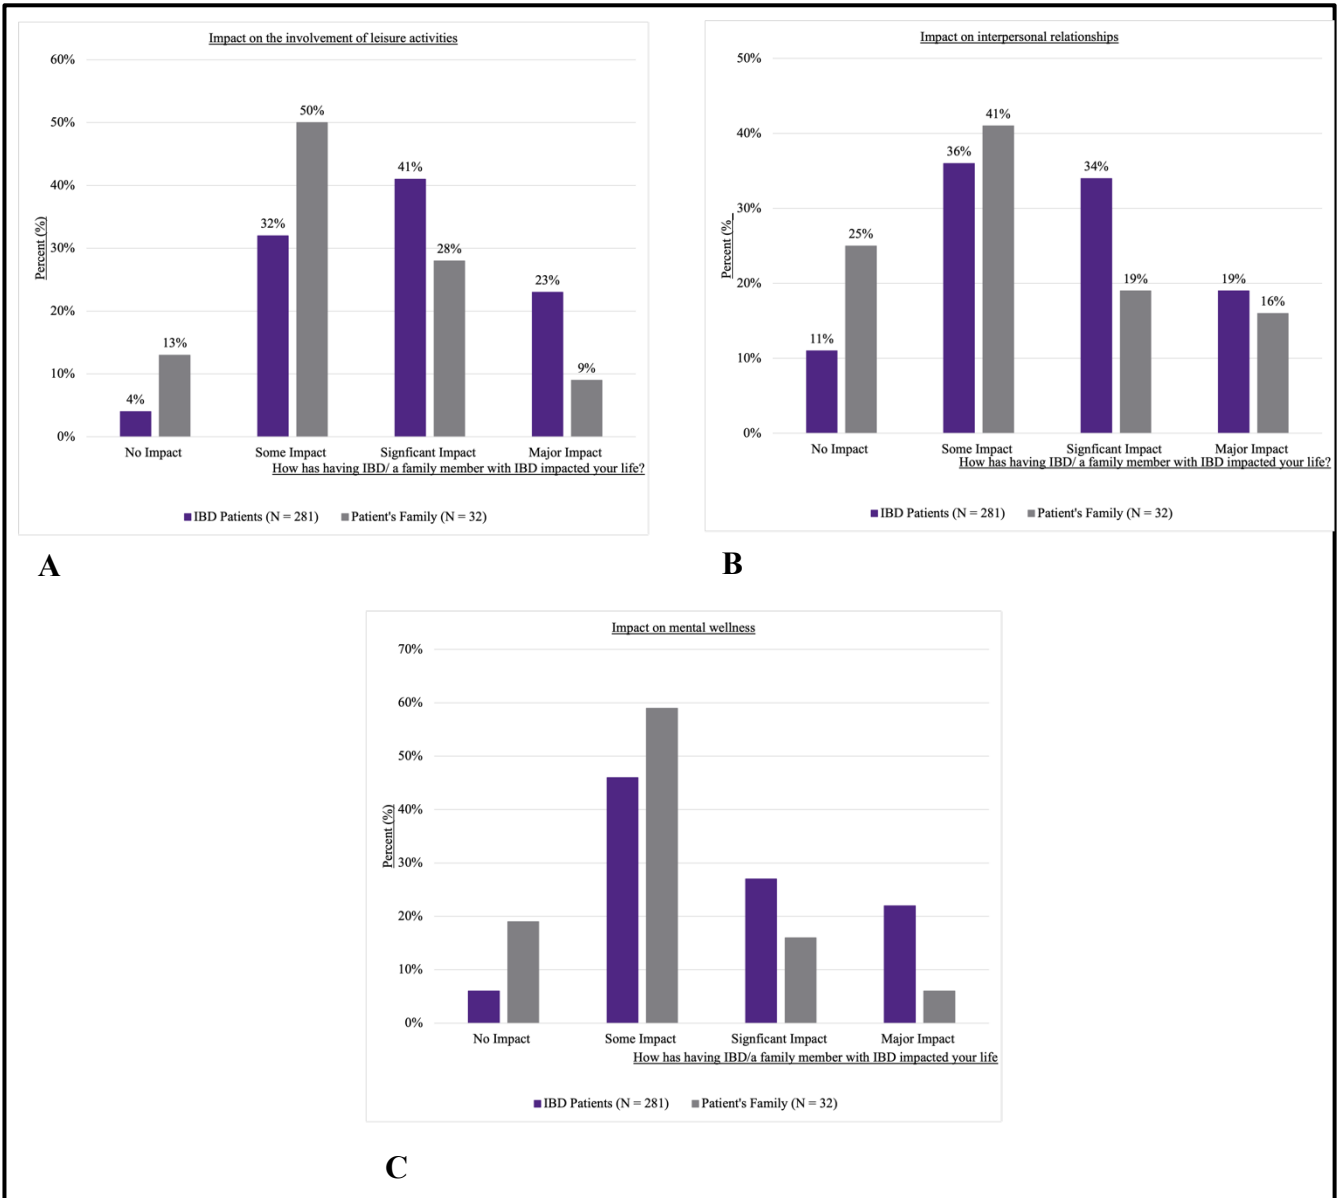 Impact on the involvement of leisure activities
60%
50%
40%
30%
20%
10%
0%
Percent (%)
4%
13%
32%
50%
41%
28%
23%
9%
No Impact
Some Impact
Signficant Impact
Major Impact
How has having IBD/ a family member with IBD impacted your life?
IBD Patients (N = 281) Patient's Family (N = 32)
A
Impact on interpersonal relationships
50%
40%
30%
20%
10%
0%
Percent (%_
11%
25%
36%
41%
34%
19%
19%
16%
No Impact
Some Impact
Signficant Impact
Major Impact
How has having IBD/ a family member with IBD impacted your life?
IBD Patients (N = 281) Patient's Family (N = 32)
B
Impact on mental wellness
70%
60%
50%
40%
30%
20%
10%
0%
Percent (%)
No Impact
Some Impact
Signficant Impact
Major Impact
How has having IBD/a family member with IBD impacted your life
IBD Patients (N = 281) Patient's Family (N = 32)
C